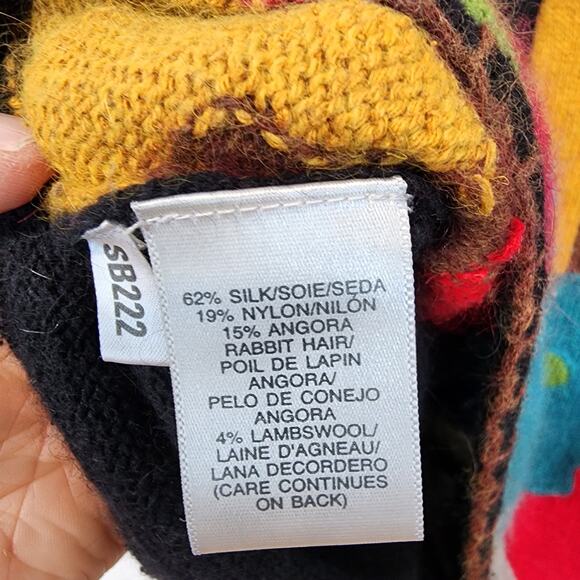 SB222
62% SILK/SOIE/SEDA
19% NYLON/NILÓN
15% ANGORA
RABBIT HAIR/
POIL DE LAPIN
ANGORA/
PELO DE CONEJO
ANGORA
4% LAMBSWOOL/
LAINE D'AGNEAU/
LANA DECORDERO
(CARE CONTINUES
ON BACK)